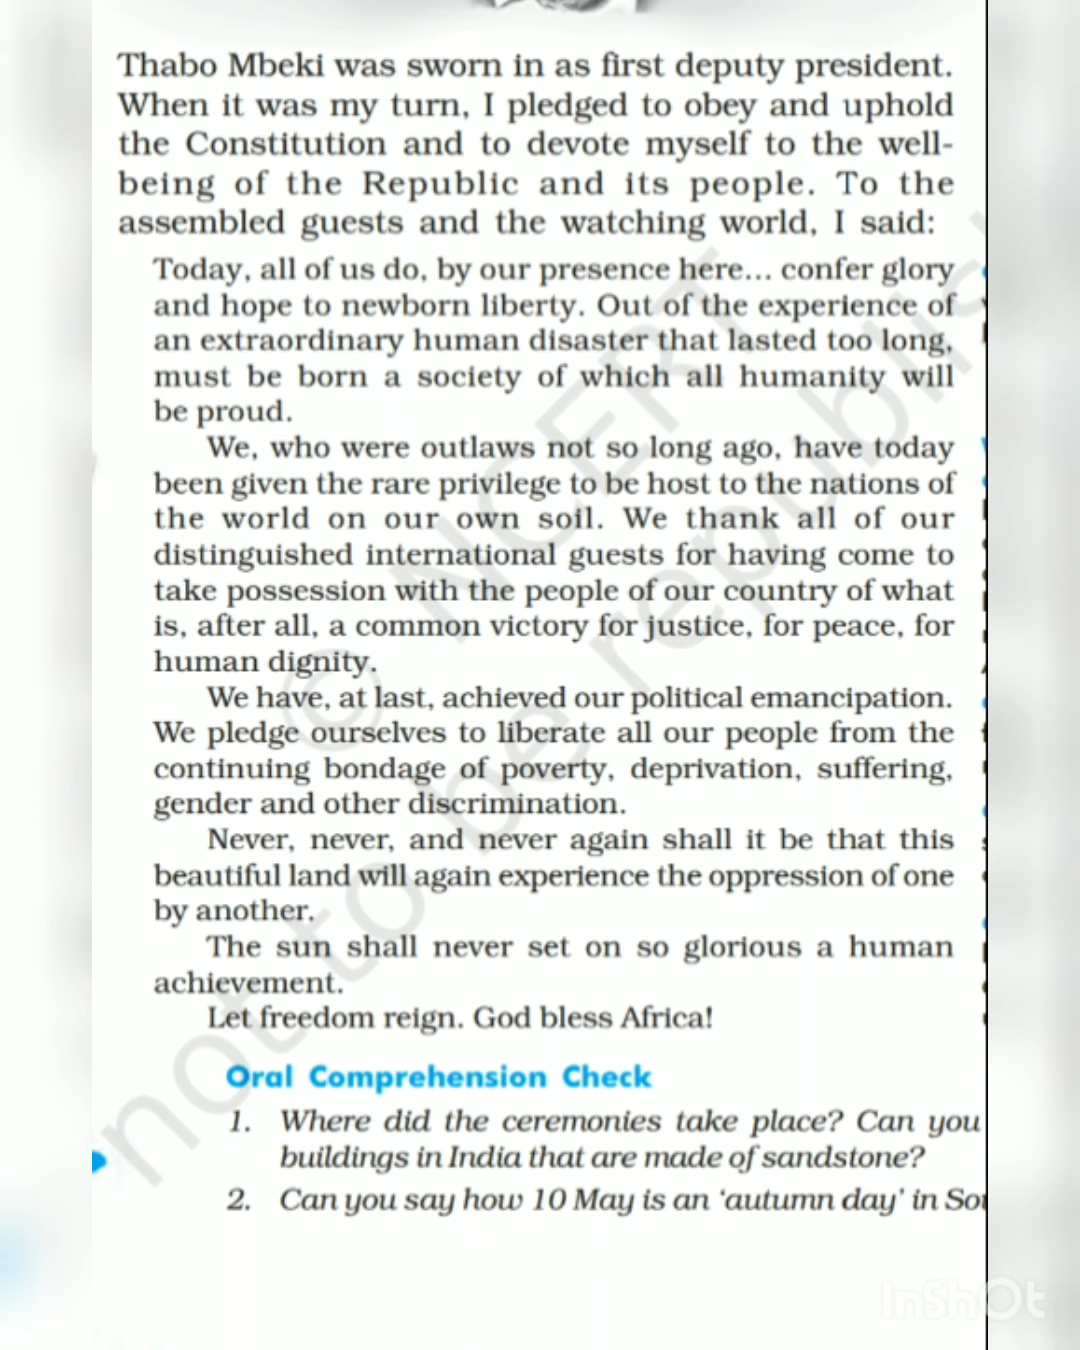 Thabo Mbeki was sworn in as first deputy president.
When it was my turn, I pledged to obey and uphold
the Constitution and to devote myself to the well-
being of the Republic and its people. To the
assembled guests and the watching world, I said:
Today, all of us do, by our presence here... confer glory
and hope to newborn liberty. Out of the experience of
an extraordinary human disaster that lasted too long,
must be born a society of which all humanity will
be proud.
We, who were outlaws not so long ago, have today
been given the rare privilege to be host to the nations of
the world on our own soil. We thank all of our
distinguished international guests for having come to
take possession with the people of our country of what
is, after all, a common victory for justice, for peace, for
human dignity.
We have, at last, achieved our political emancipation.
We pledge ourselves to liberate all our people from the
continuing bondage of poverty, deprivation, suffering,
gender and other discrimination.
Never, never, and never again shall it be that this
beautiful land will again experience the oppression of one
by another.
The sun shall never set on so glorious a human
achievement.
Let freedom reign. God bless Africa!
Oral Comprehension Check
1. Where did the ceremonies take place? Can you
buildings in India that are made of sandstone?
2. Can you say how 10 May is an ‘autumn day’ in
© NCERT
not to be republish
InShOt